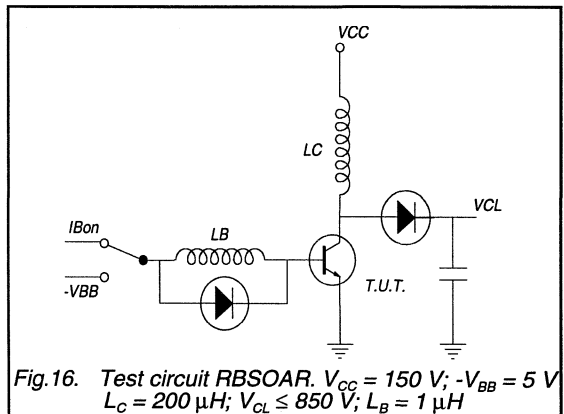 VCC
LC
IBon
LB
VCL
-VBB
T.U.T.
Fig.16. Test circuit RBSOAR. VCC = 150 V; -VBB = 5 V
LC = 200 μH; VCL ≤ 850 V; LB = 1 μH